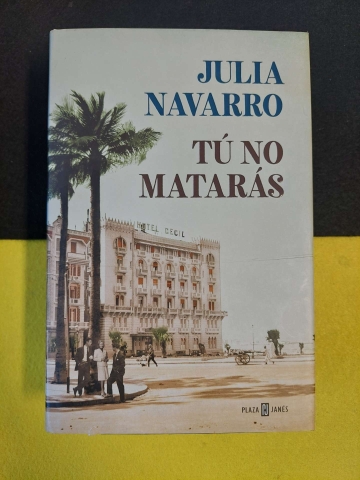 JULIA
NAVARRO
TÚ NO
MATARÁS
HOTEL CECIL
PLAZA JANÉS